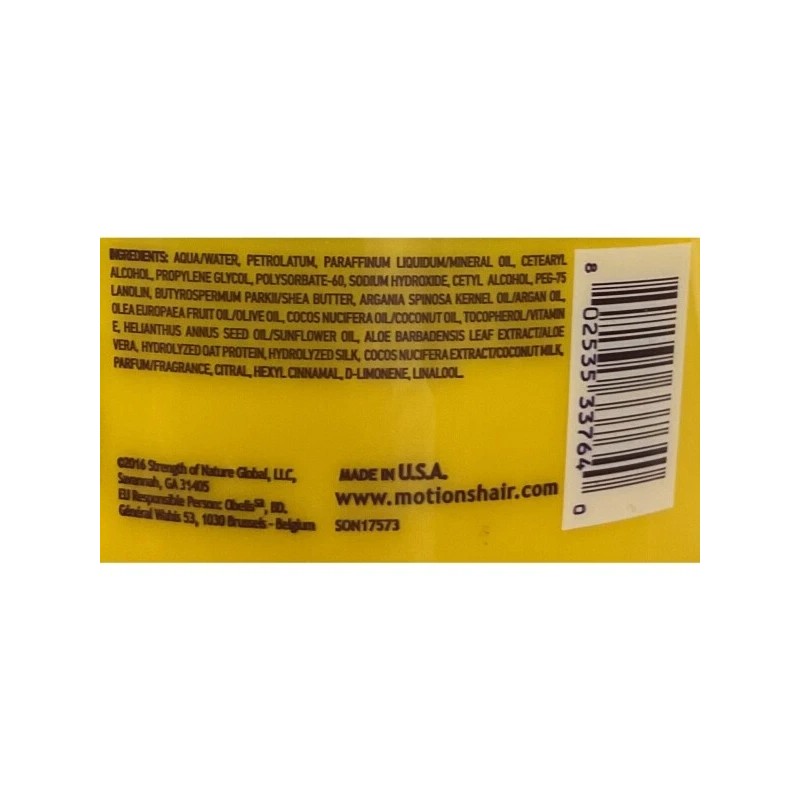 INGREDIENTS: AQUA/WATER, PETROLATUM, PARAFFINUM LIQUIDUM/MINERAL OIL, CETEARYL
ALCOHOL, PROPYLENE GLYCOL, POLYSORBATE-60, SODIUM HYDROXIDE, CETYL ALCOHOL, PEG-75
LANOLIN, BUTYROSPERMUM PARKII/SHEA BUTTER, ARGANIA SPINOSA KERNEL OIL/ARGAN OIL,
OLEA EUROPAEA FRUIT OIL/OLIVE OIL, COCOS NUCIFERA OIL/COCONUT OIL, TOCOPHEROL/VITAMIN
E, HELIANTHUS ANNUS SEED OIL/SUNFLOWER OIL, ALOE BARBADENSIS LEAF EXTRACT/ALOE
VERA, HYDROLYZED OAT PROTEIN, HYDROLYZED SILK, COCOS NUCIFERA EXTRACT/COCONUT MILK,
PARFUM/FRAGRANCE, CITRAL, HEXYL CINNAMAL, D-LIMONENE, LINALOOL.
©2016 Strength of Nature Global, LLC,
Savannah, GA 31405
EU Responsible Person: Obelis SA, BD.
Général Wahis 53, 1030 Brussels - Belgium
MADE IN U.S.A.
www.motionshair.com
SON17573
8 02535 33764 0